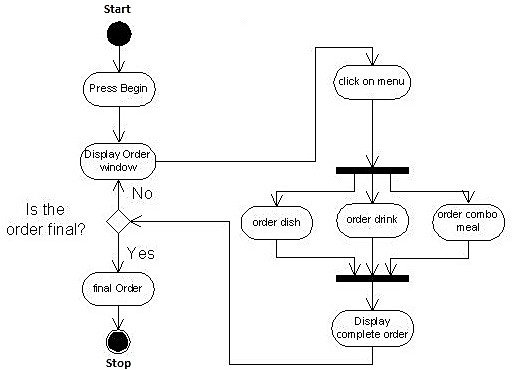 Start
Press Begin
click on menu
Display Order
window
No
Is the
order final?
order dish
order drink
order combo
meal
Yes
final Order
Display
complete order
Stop